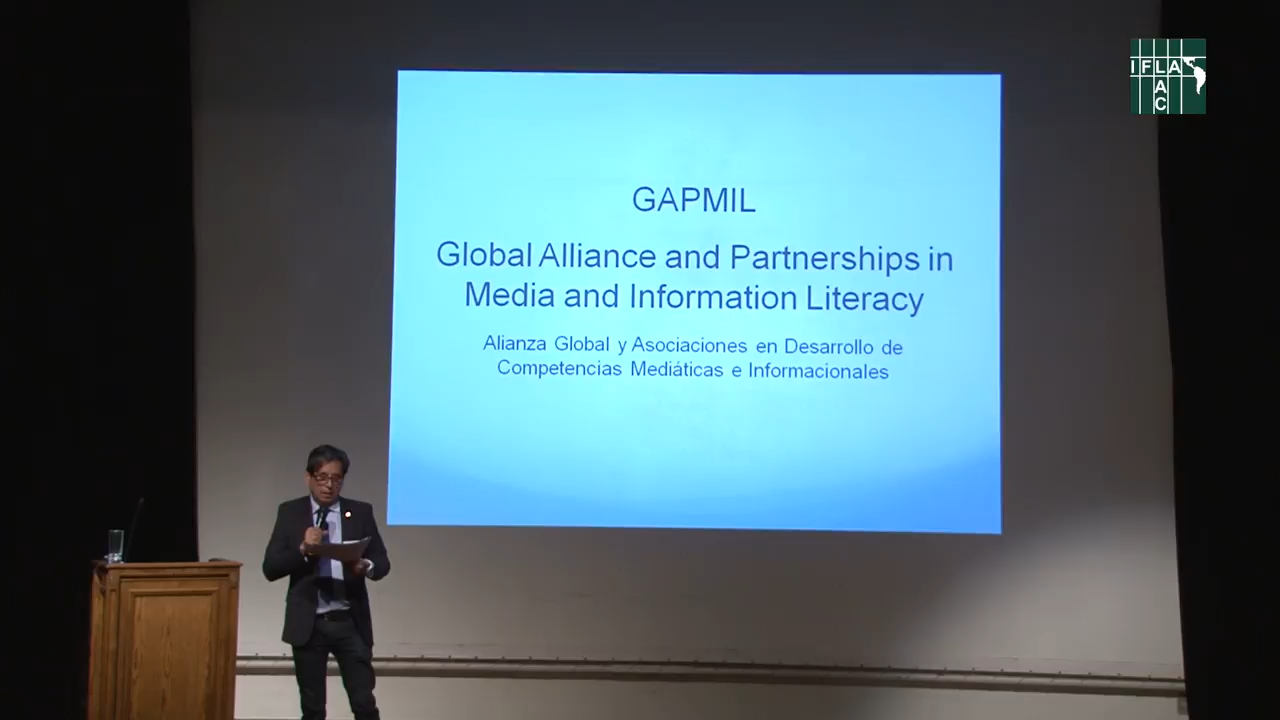 IFLA
LAC
GAPMIL
Global Alliance and Partnerships in
Media and Information Literacy
Alianza Global y Asociaciones en Desarrollo de
Competencias Mediáticas e Informacionales